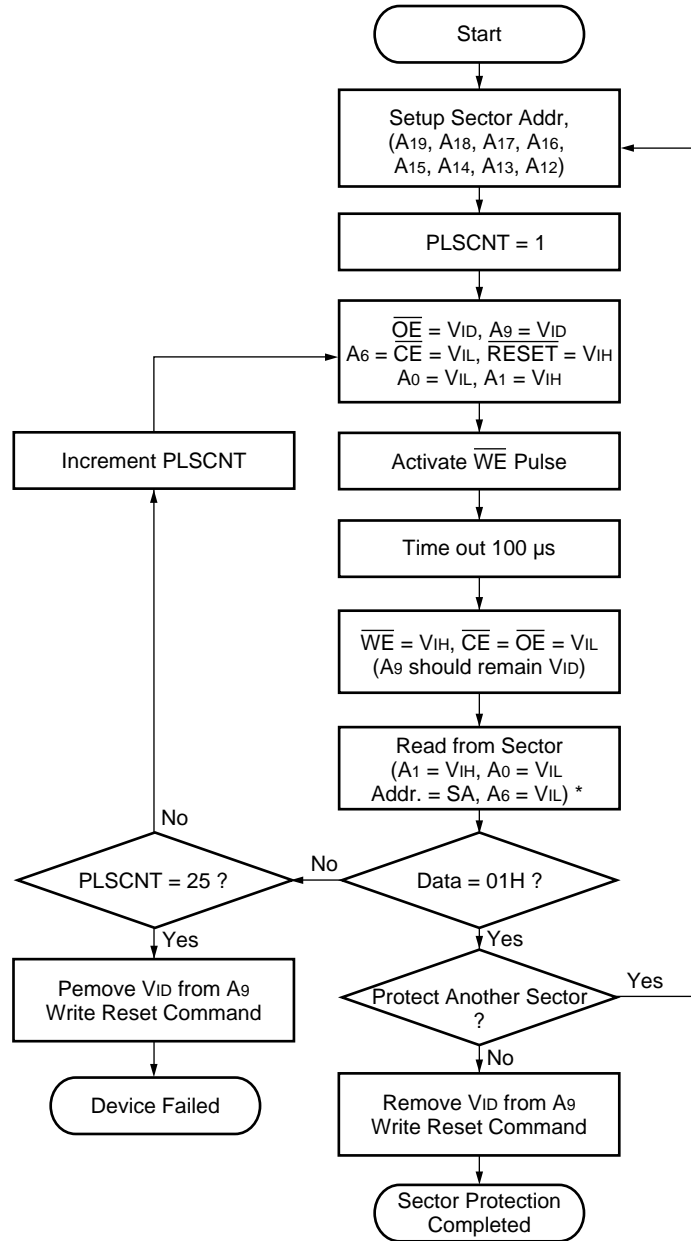 Start
Setup Sector Addr,
(A19, A18, A17, A16,
A15, A14, A13, A12)
PLSCNT = 1
OE = VID, A9 = VID
A6 = CE = VIL, RESET = VIH
A0 = VIL, A1 = VIH
Increment PLSCNT
Activate WE Pulse
Time out 100 µs
WE = VIH, CE = OE = VIL
(A9 should remain VID)
Read from Sector
(A1 = VIH, A0 = VIL
Addr. = SA, A6 = VIL) *
No
PLSCNT = 25 ?
No
Data = 01H ?
Yes
Yes
Pemove VID from A9
Write Reset Command
Protect Another Sector
?
Yes
No
Device Failed
Remove VID from A9
Write Reset Command
Sector Protection
Completed